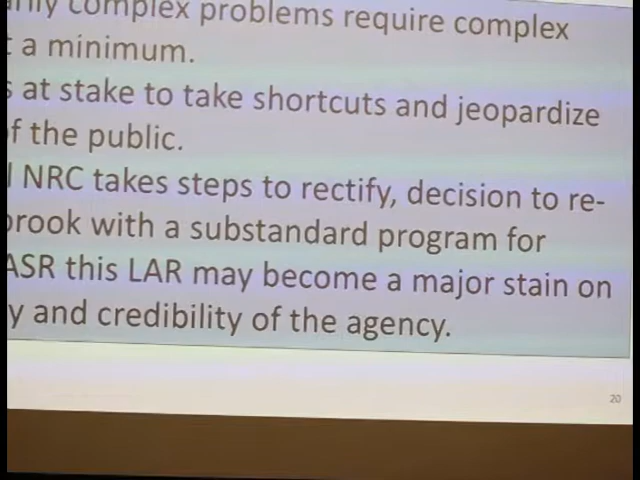 complex problems require complex
a minimum.
at stake to take shortcuts and jeopardize
f the public.
NRC takes steps to rectify, decision to re-
brook with a substandard program for
ASR this LAR may become a major stain on
y and credibility of the agency.
20